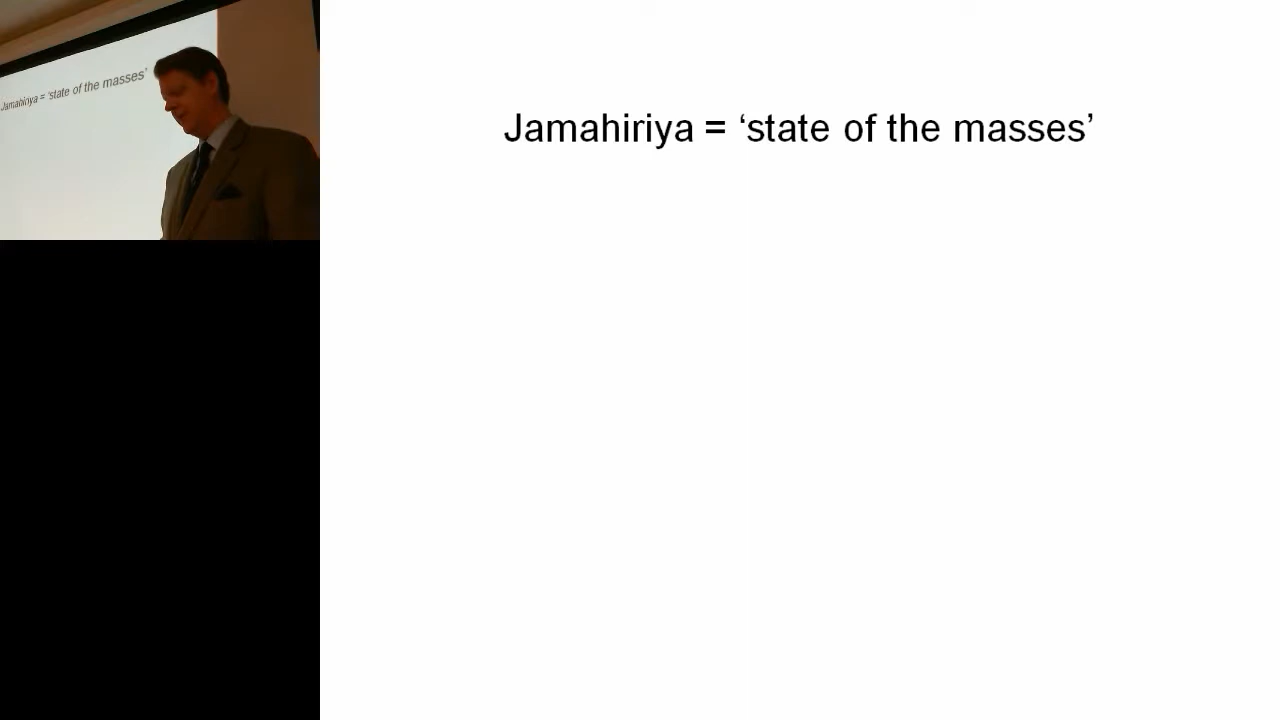 Jamahiriya = ‘state of the masses’
Jamahiriya = ‘state of the masses’